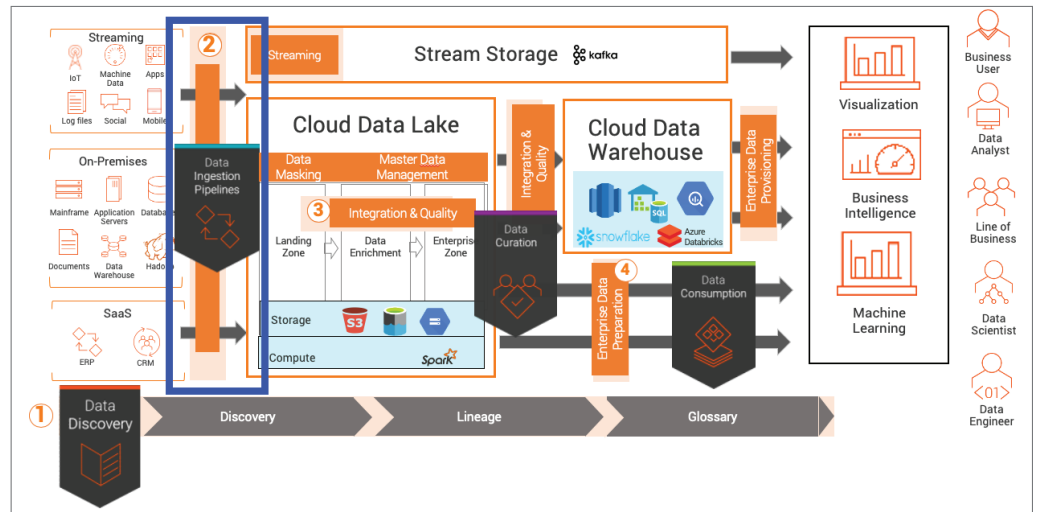 Streaming
IoT
Machine
Data
Apps
Log files
Social
Mobile
On-Premises
Mainframe
Application
Servers
Database
Documents
Data
Warehouse
Hadoop
SaaS
ERP
CRM
2
Data
Ingestion
Pipelines
Streaming
Stream Storage
kafka
Cloud Data Lake
Data
Masking
Master Data
Management
3
Integration & Quality
Landing
Zone
Data
Enrichment
Enterprise
Zone
Storage
S3
Compute
Spark
Integration &
Quality
Data
Curation
Cloud Data
Warehouse
SQL
snowflake
Azure
Databricks
Enterprise Data
Provisioning
4
Enterprise Data
Preparation
Data
Consumption
Visualization
Business
Intelligence
Machine
Learning
Business
User
Data
Analyst
Line of
Business
Data
Scientist
<01>
Data
Engineer
1
Data
Discovery
Discovery
Lineage
Glossary